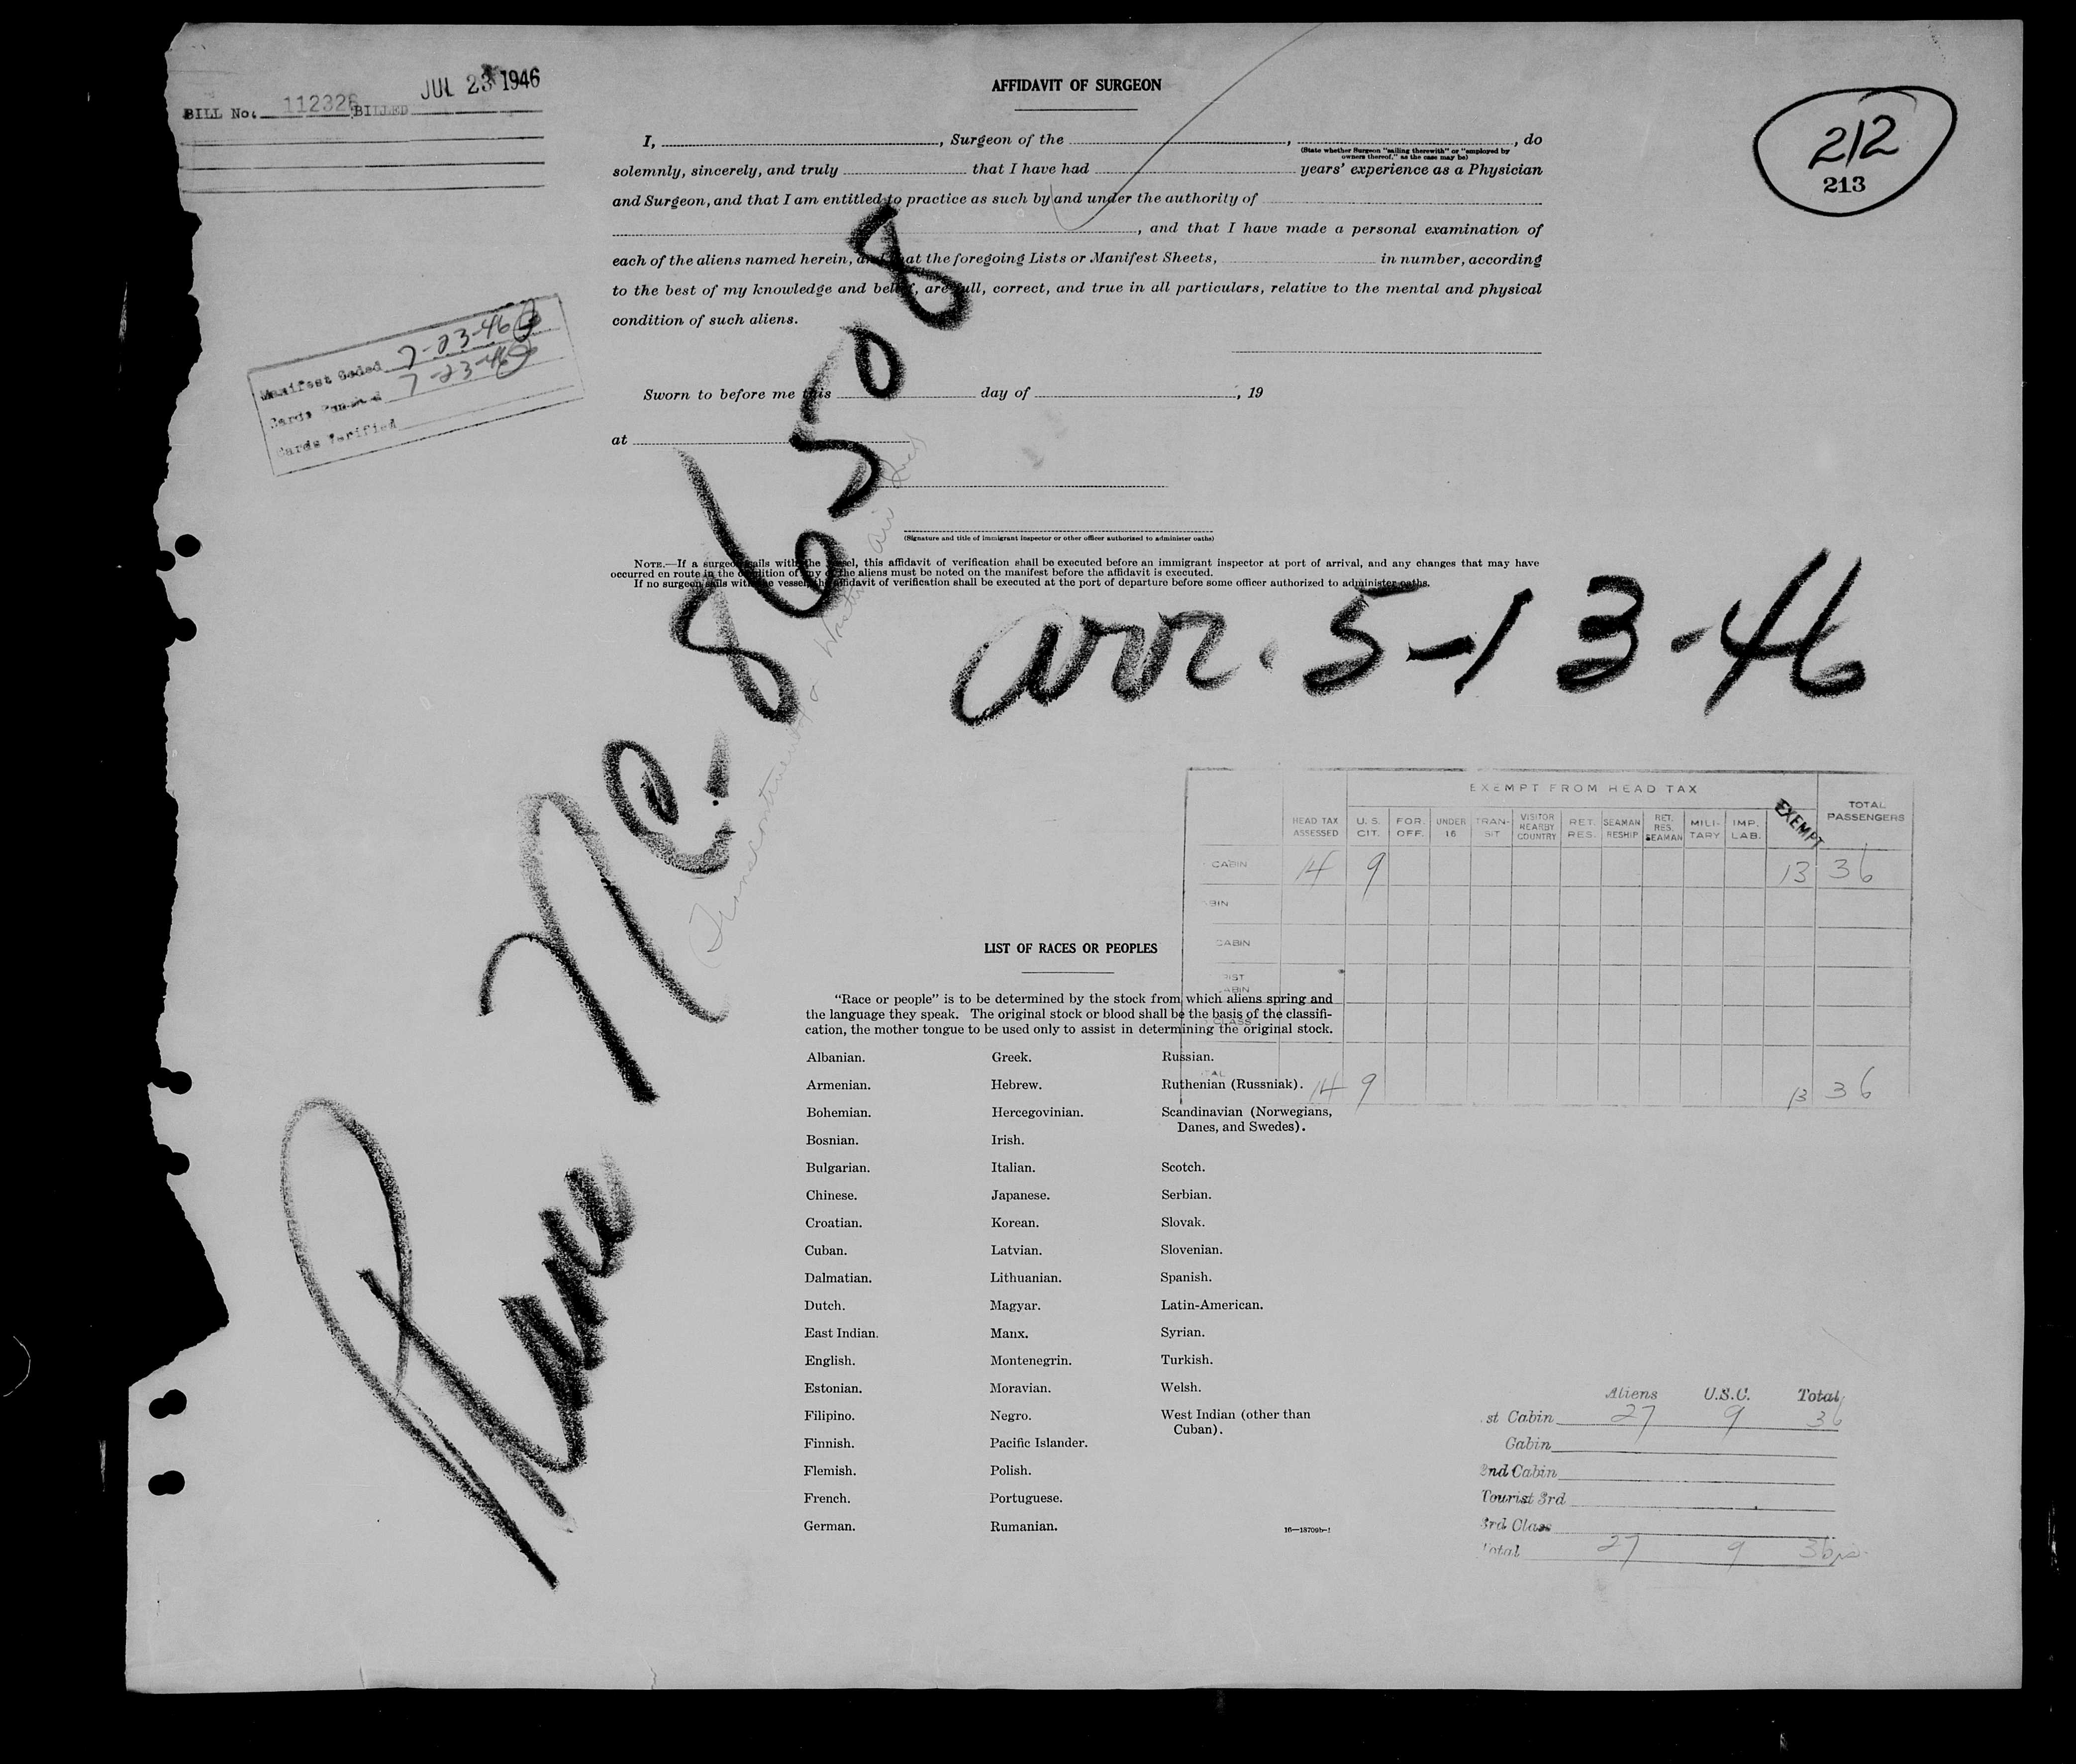 BILL No. 112326 BILLED JUL 23 1946
AFFIDAVIT OF SURGEON
212
213
I, , Surgeon of the , , do
(State whether Surgeon "sailing therewith" or "employed by
owners thereof," as the case may be)
solemnly, sincerely, and truly that I have had years' experience as a Physician
and Surgeon, and that I am entitled to practice as such by and under the authority of
, and that I have made a personal examination of
each of the aliens named herein, and that the foregoing Lists or Manifest Sheets, in number, according
to the best of my knowledge and belief, are full, correct, and true in all particulars, relative to the mental and physical
condition of such aliens.
Manifest Coded 7-23-46
Cards Punched 7-23-46
Cards Verified
Sworn to before me this day of , 19
at
(Signature and title of immigrant inspector or other officer authorized to administer oaths)
NOTE.—If a surgeon sails with the vessel, this affidavit of verification shall be executed before an immigrant inspector at port of arrival, and any changes that may have
occurred en route in the condition of any of the aliens must be noted on the manifest before the affidavit is executed.
If no surgeon sails with the vessel, the affidavit of verification shall be executed at the port of departure before some officer authorized to administer oaths.
Plane NC. 86508
Transcontinental & Western Air
arr. 5-13-46
EXEMPT FROM HEAD TAX
HEAD TAX ASSESSED U. S. CIT. FOR. OFF. UNDER 16 TRAN-SIT VISITOR NEARBY COUNTRY RET. RES. SEAMAN RESHIP RET. RES. SEAMAN MILI-TARY IMP. LAB. EXEMPT TOTAL PASSENGERS
CABIN 14 9 13 36
BIN
CABIN
RIST
CABIN
CLASS
TAL 14 9 13 36
LIST OF RACES OR PEOPLES
"Race or people" is to be determined by the stock from which aliens spring and
the language they speak. The original stock or blood shall be the basis of the classifi-
cation, the mother tongue to be used only to assist in determining the original stock.
Albanian. Greek. Russian.
Armenian. Hebrew. Ruthenian (Russniak).
Bohemian. Hercegovinian. Scandinavian (Norwegians,
Danes, and Swedes).
Bosnian. Irish.
Bulgarian. Italian. Scotch.
Chinese. Japanese. Serbian.
Croatian. Korean. Slovak.
Cuban. Latvian. Slovenian.
Dalmatian. Lithuanian. Spanish.
Dutch. Magyar. Latin-American.
East Indian. Manx. Syrian.
English. Montenegrin. Turkish.
Estonian. Moravian. Welsh.
Filipino. Negro. West Indian (other than
Cuban).
Finnish. Pacific Islander.
Flemish. Polish.
French. Portuguese.
German. Rumanian.
16—18709b-1
Aliens U.S.C. Total
st Cabin 27 9 36
Cabin
2nd Cabin
Tourist 3rd
3rd Class
Total 27 9 36